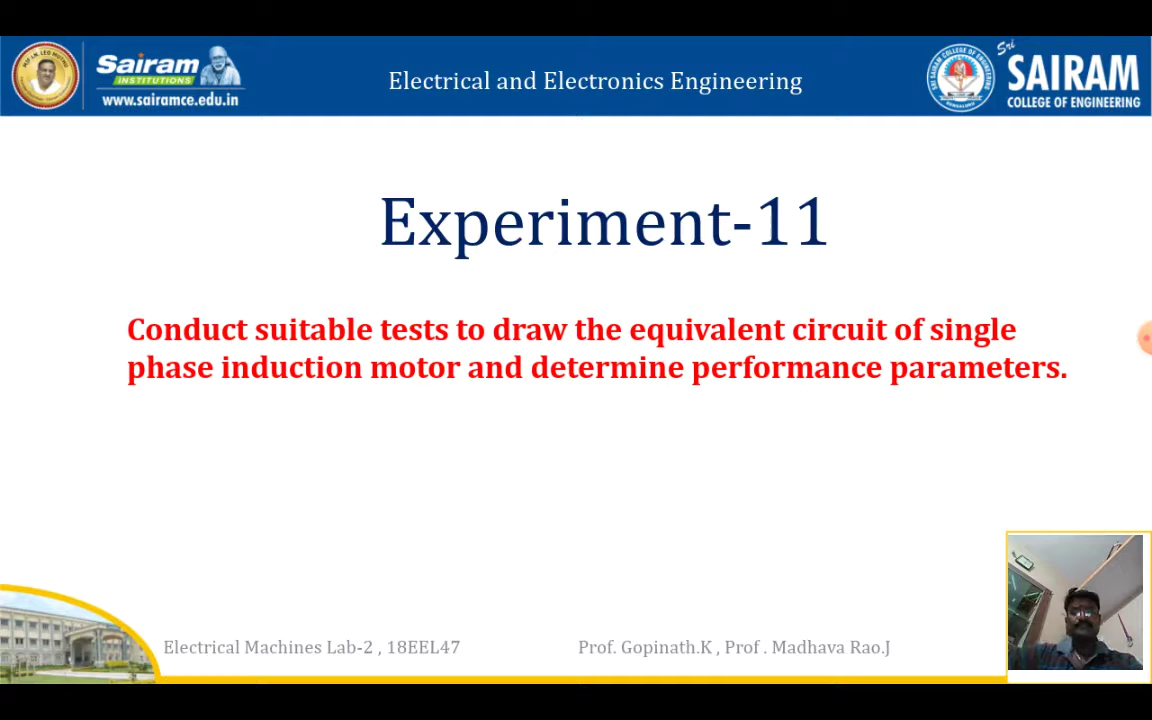 Sairam
INSTITUTIONS
www.sairamce.edu.in
Electrical and Electronics Engineering
Sri
SAIRAM
COLLEGE OF ENGINEERING
Experiment-11
Conduct suitable tests to draw the equivalent circuit of single
phase induction motor and determine performance parameters.
Electrical Machines Lab-2 , 18EEL47
Prof. Gopinath.K , Prof . Madhava Rao.J